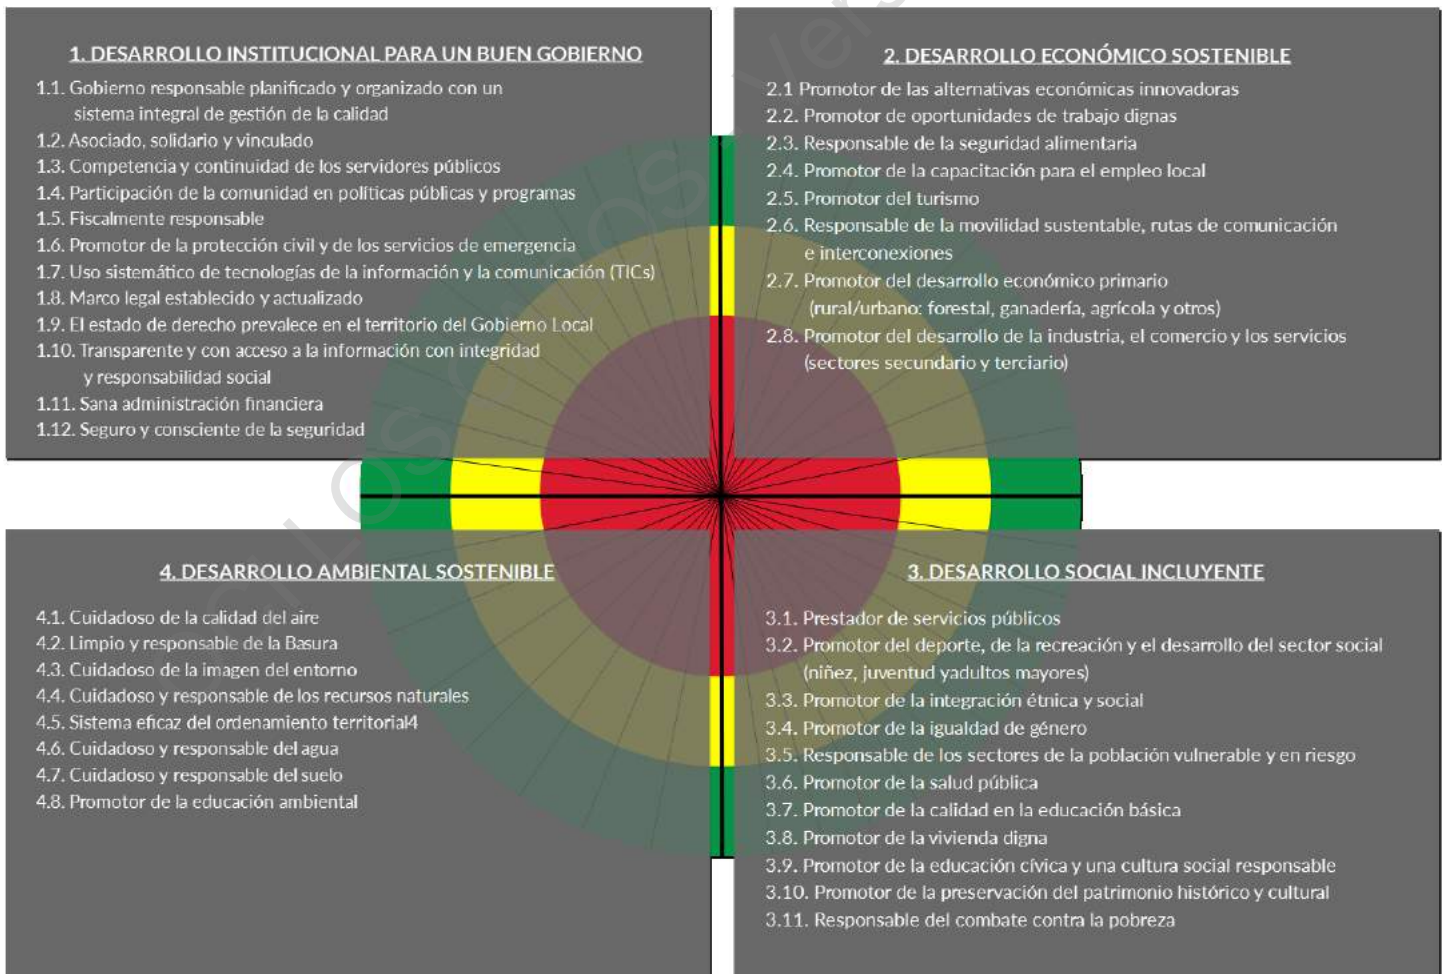 1. DESARROLLO INSTITUCIONAL PARA UN BUEN GOBIERNO
1.1. Gobierno responsable planificado y organizado con un
sistema integral de gestión de la calidad
1.2. Asociado, solidario y vinculado
1.3. Competencia y continuidad de los servidores públicos
1.4. Participación de la comunidad en políticas públicas y programas
1.5. Fiscalmente responsable
1.6. Promotor de la protección civil y de los servicios de emergencia
1.7. Uso sistemático de tecnologías de la información y la comunicación (TICs)
1.8. Marco legal establecido y actualizado
1.9. El estado de derecho prevalece en el territorio del Gobierno Local
1.10. Transparente y con acceso a la información con integridad
y responsabilidad social
1.11. Sana administración financiera
1.12. Seguro y consciente de la seguridad
2. DESARROLLO ECONÓMICO SOSTENIBLE
2.1 Promotor de las alternativas económicas innovadoras
2.2. Promotor de oportunidades de trabajo dignas
2.3. Responsable de la seguridad alimentaria
2.4. Promotor de la capacitación para el empleo local
2.5. Promotor del turismo
2.6. Responsable de la movilidad sustentable, rutas de comunicación
e interconexiones
2.7. Promotor del desarrollo económico primario
(rural/urbano: forestal, ganadería, agrícola y otros)
2.8. Promotor del desarrollo de la industria, el comercio y los servicios
(sectores secundario y terciario)
4. DESARROLLO AMBIENTAL SOSTENIBLE
4.1. Cuidadoso de la calidad del aire
4.2. Limpio y responsable de la Basura
4.3. Cuidadoso de la imagen del entorno
4.4. Cuidadoso y responsable de los recursos naturales
4.5. Sistema eficaz del ordenamiento territorial4
4.6. Cuidadoso y responsable del agua
4.7. Cuidadoso y responsable del suelo
4.8. Promotor de la educación ambiental
3. DESARROLLO SOCIAL INCLUYENTE
3.1. Prestador de servicios públicos
3.2. Promotor del deporte, de la recreación y el desarrollo del sector social
(niñez, juventud yadultos mayores)
3.3. Promotor de la integración étnica y social
3.4. Promotor de la igualdad de género
3.5. Responsable de los sectores de la población vulnerable y en riesgo
3.6. Promotor de la salud pública
3.7. Promotor de la calidad en la educación básica
3.8. Promotor de la vivienda digna
3.9. Promotor de la educación cívica y una cultura social responsable
3.10. Promotor de la preservación del patrimonio histórico y cultural
3.11. Responsable del combate contra la pobreza